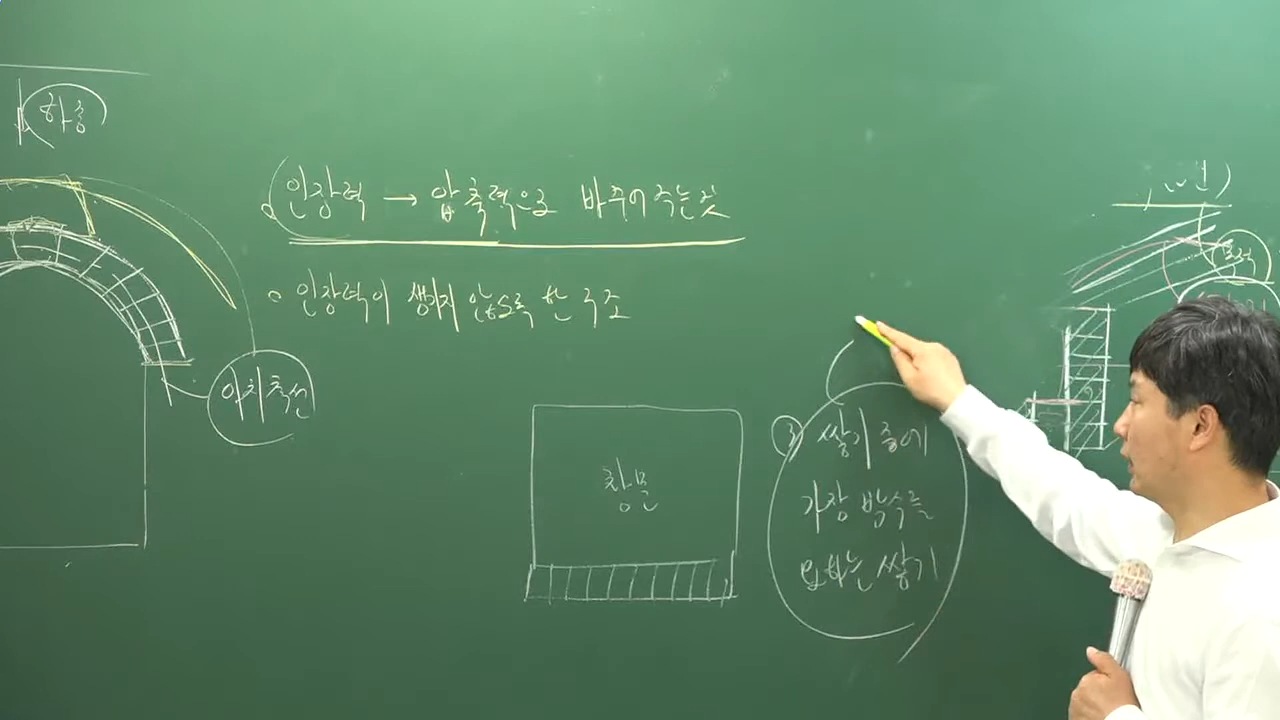 하중
인장력 → 압축력으로 바꾸어 주는것
인장력이 생기지 않도록 한 구조
아치축선
창문
③ 쌓기 중에
가장 방수를
요하는 쌓기